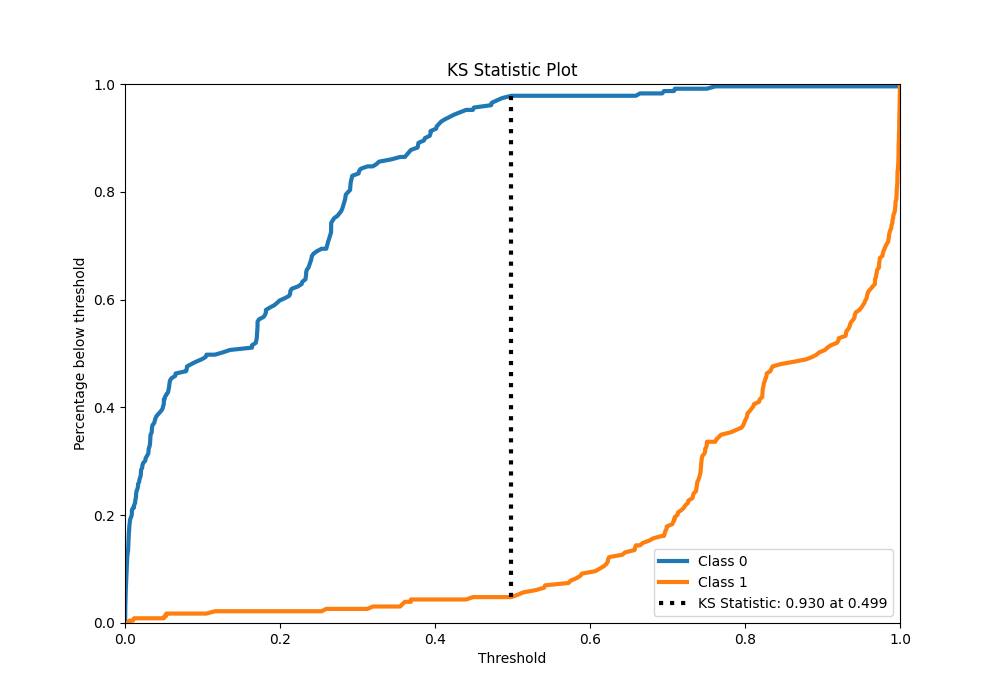 KS Statistic Plot
1.0
0.8
0.6
0.4
0.2
0.0
Percentage below threshold
0.0 0.2 0.4 0.6 0.8 1.0
Threshold
Class 0
Class 1
KS Statistic: 0.930 at 0.499